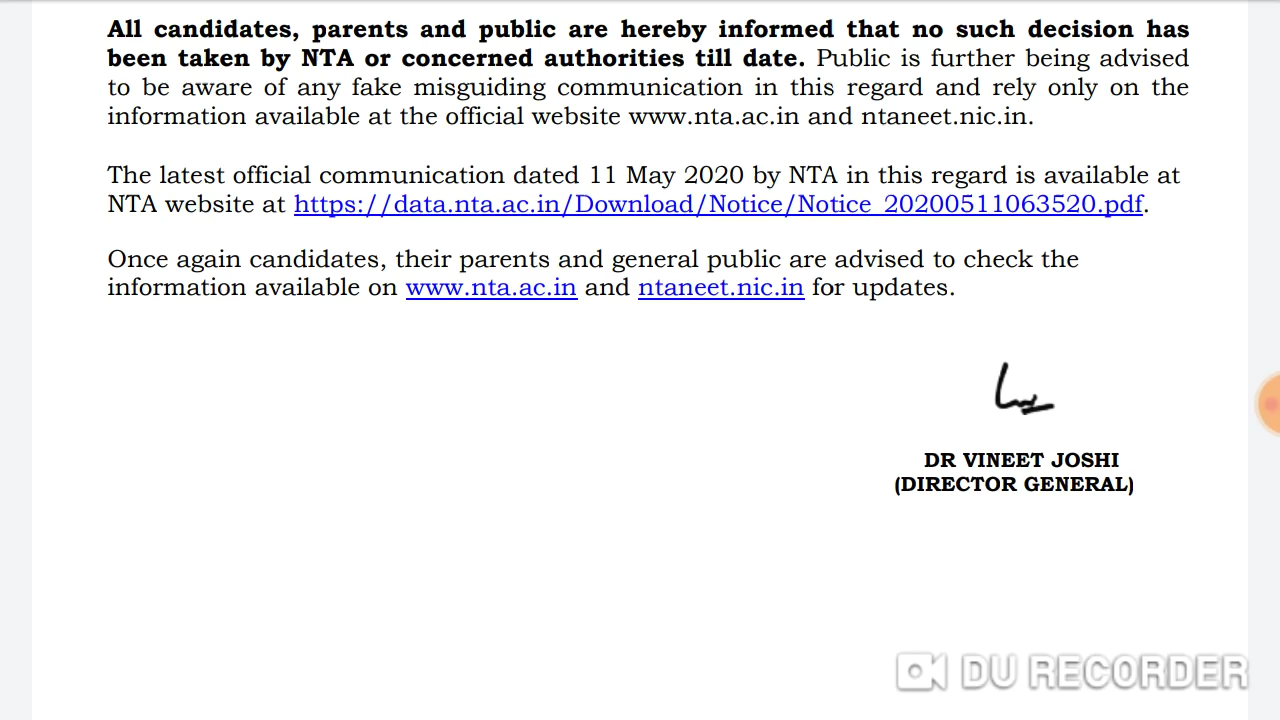 All candidates, parents and public are hereby informed that no such decision has
been taken by NTA or concerned authorities till date. Public is further being advised
to be aware of any fake misguiding communication in this regard and rely only on the
information available at the official website www.nta.ac.in and ntaneet.nic.in.
The latest official communication dated 11 May 2020 by NTA in this regard is available at
NTA website at https://data.nta.ac.in/Download/Notice/Notice_20200511063520.pdf.
Once again candidates, their parents and general public are advised to check the
information available on www.nta.ac.in and ntaneet.nic.in for updates.
DR VINEET JOSHI
(DIRECTOR GENERAL)
DU RECORDER